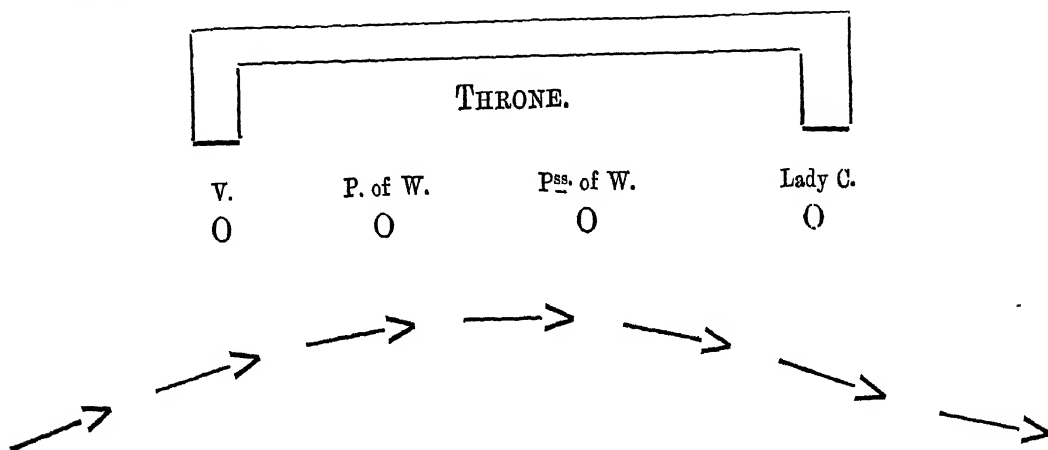 THRONE.
V. P. of W. Pss. of W. Lady C.
O O O O